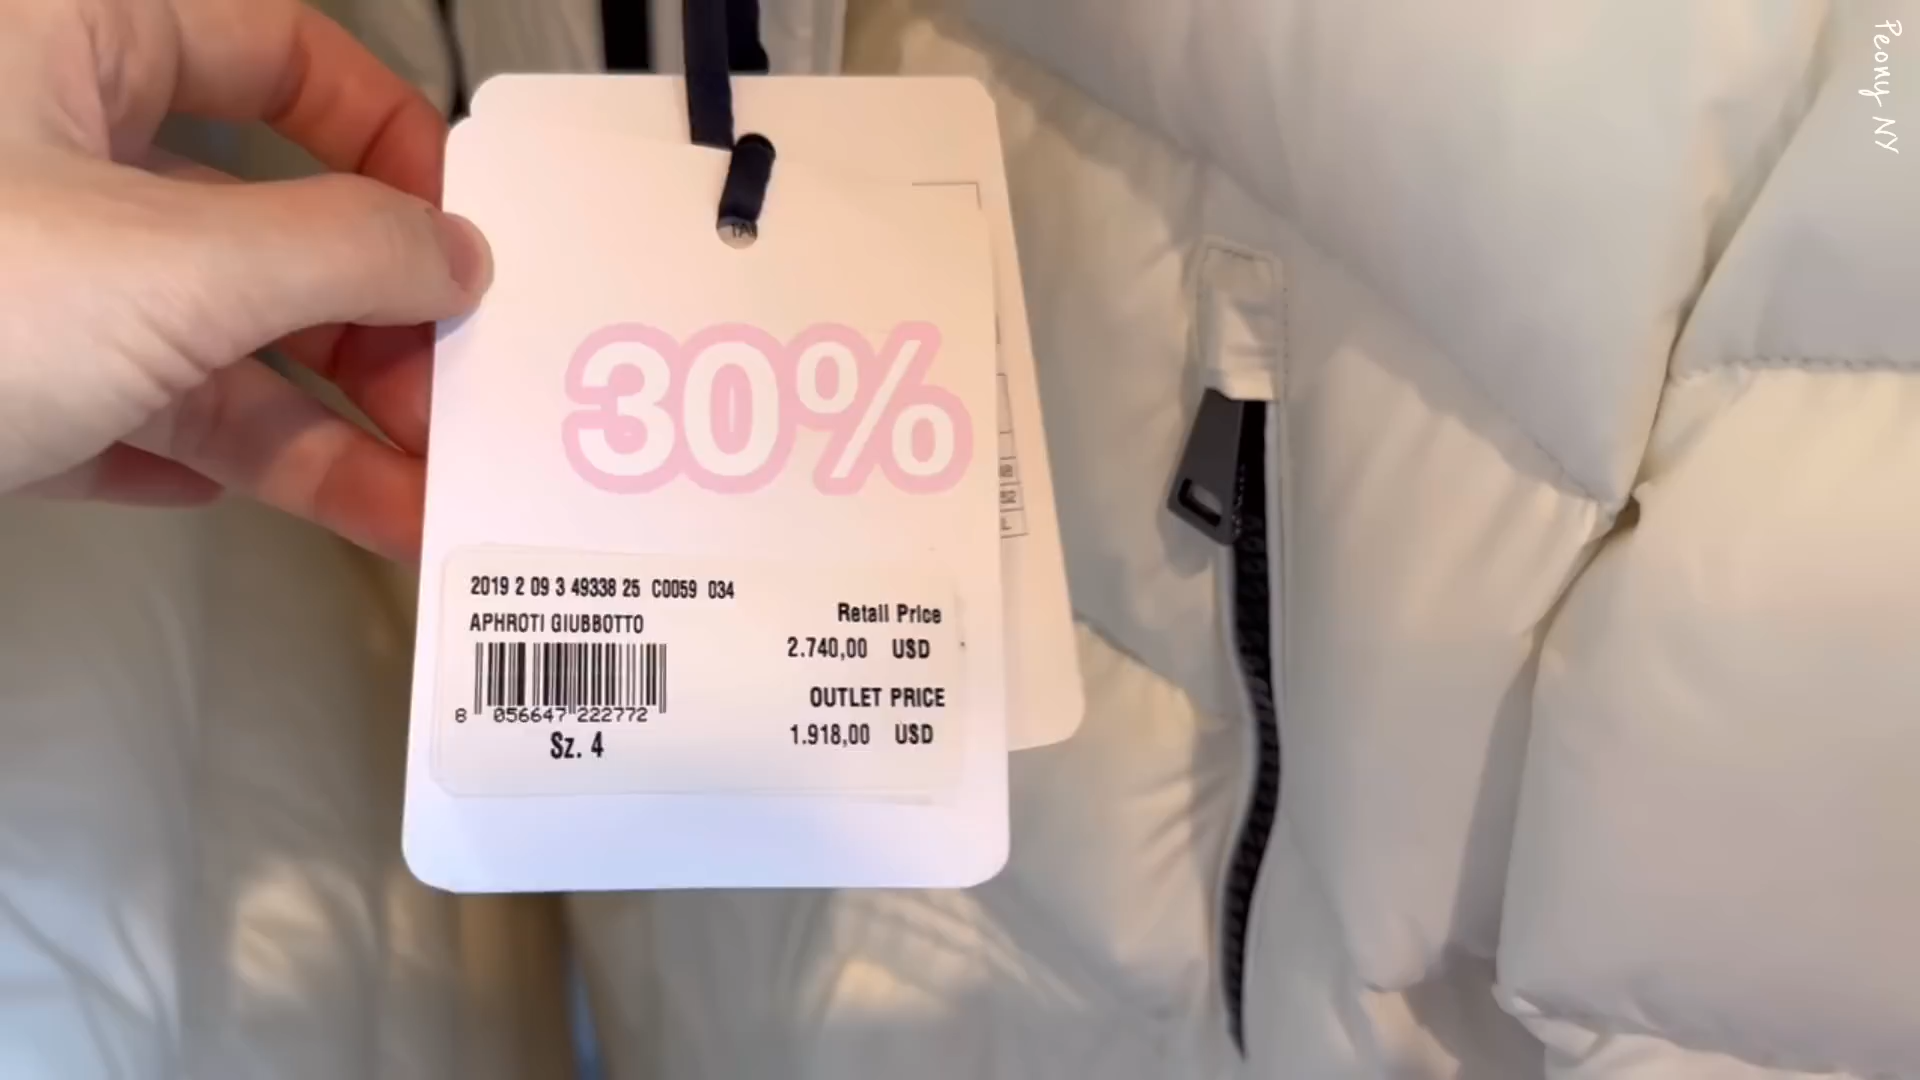 Peony NY
30%
2019 2 09 3 49338 25 C0059 034
APHROTI GIUBBOTTO
Retail Price
2.740,00 USD
OUTLET PRICE
1.918,00 USD
8 056647 222772
Sz. 4